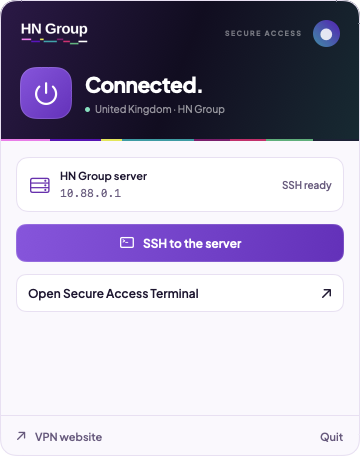 HN Group
SECURE ACCESS
Connected.
United Kingdom · HN Group
HN Group server
10.88.0.1
SSH ready
SSH to the server
Open Secure Access Terminal
VPN website
Quit